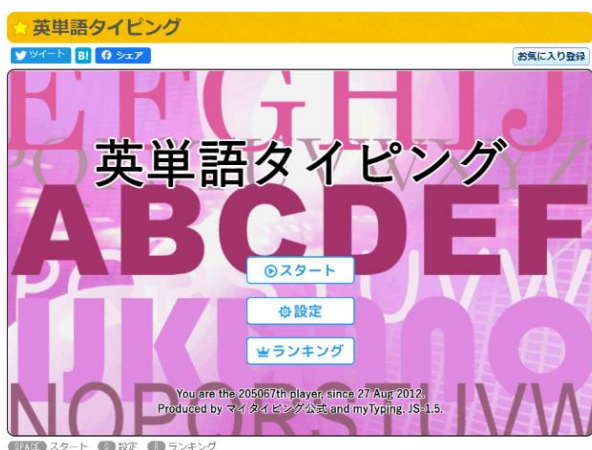 英単語タイピング
ツイート B! シェア お気に入り登録
EFGHIJ
英単語タイピング
ABCDEF
スタート
設定
ランキング
You are the 205067th player, since 27 Aug 2012.
Produced by マイタイピング公式 and myTyping. JS-1.5.
NOPQRSTUVW
SPACE スタート S 設定 R ランキング